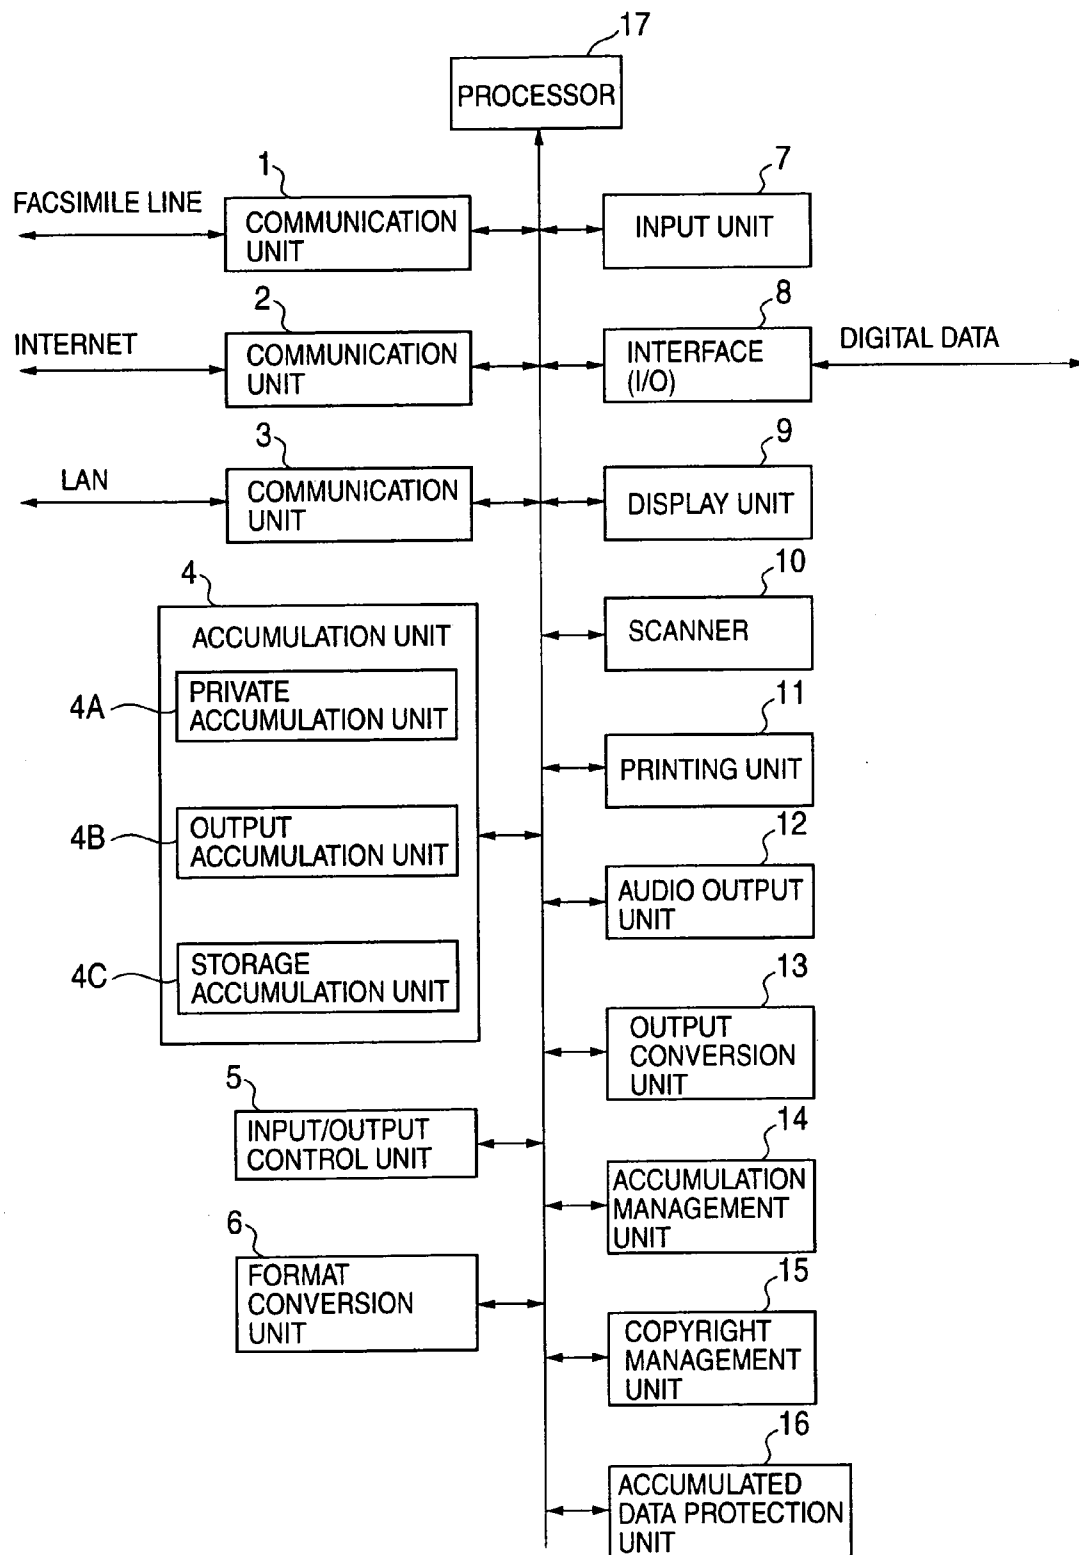 17
PROCESSOR
1
FACSIMILE LINE
COMMUNICATION
UNIT
7
INPUT UNIT
2
INTERNET
COMMUNICATION
UNIT
8
INTERFACE
(I/O)
DIGITAL DATA
3
LAN
COMMUNICATION
UNIT
9
DISPLAY UNIT
4
ACCUMULATION UNIT
4A
PRIVATE
ACCUMULATION UNIT
4B
OUTPUT
ACCUMULATION UNIT
4C
STORAGE
ACCUMULATION UNIT
10
SCANNER
11
PRINTING UNIT
12
AUDIO OUTPUT
UNIT
13
OUTPUT
CONVERSION
UNIT
5
INPUT/OUTPUT
CONTROL UNIT
14
ACCUMULATION
MANAGEMENT
UNIT
6
FORMAT
CONVERSION
UNIT
15
COPYRIGHT
MANAGEMENT
UNIT
16
ACCUMULATED
DATA PROTECTION
UNIT